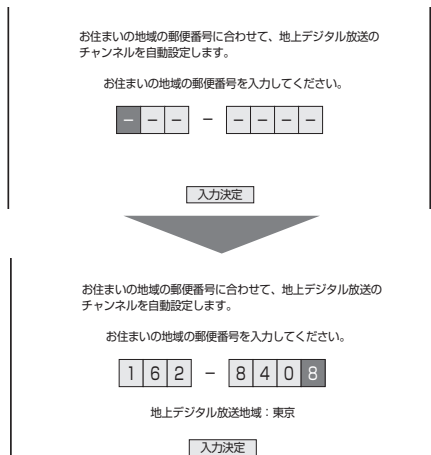 お住まいの地域の郵便番号に合わせて、地上デジタル放送の
チャンネルを自動設定します。
お住まいの地域の郵便番号を入力してください。
– – – – – – – –
入力決定
お住まいの地域の郵便番号に合わせて、地上デジタル放送の
チャンネルを自動設定します。
お住まいの地域の郵便番号を入力してください。
1 6 2 – 8 4 0 8
地上デジタル放送地域：東京
入力決定